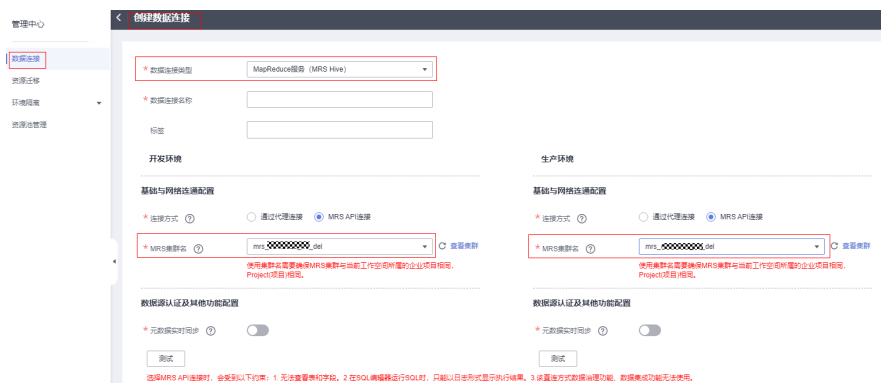 管理中心
创建数据连接
数据连接
资源迁移
环境隔离
资源池管理
* 数据连接类型
MapReduce服务（MRS Hive）
* 数据连接名称
标签
开发环境
生产环境
基础与网络连通配置
基础与网络连通配置
* 连接方式
通过代理连接
MRS API连接
* 连接方式
通过代理连接
MRS API连接
* MRS集群名
mrs_
_del
查看集群
* MRS集群名
mrs_
_del
查看集群
使用集群名需要确保MRS集群与当前工作空间所属的企业项目相同、
Project(项目)相同。
使用集群名需要确保MRS集群与当前工作空间所属的企业项目相同、
Project(项目)相同。
数据源认证及其他功能配置
数据源认证及其他功能配置
* 元数据实时同步
* 元数据实时同步
测试
测试
选择MRS API连接时，会受到以下约束：1. 无法查看表和字段。2.在SQL编辑器运行SQL时，只能以日志形式显示执行结果。3.该直连方式数据治理功能、数据集成功能无法使用。